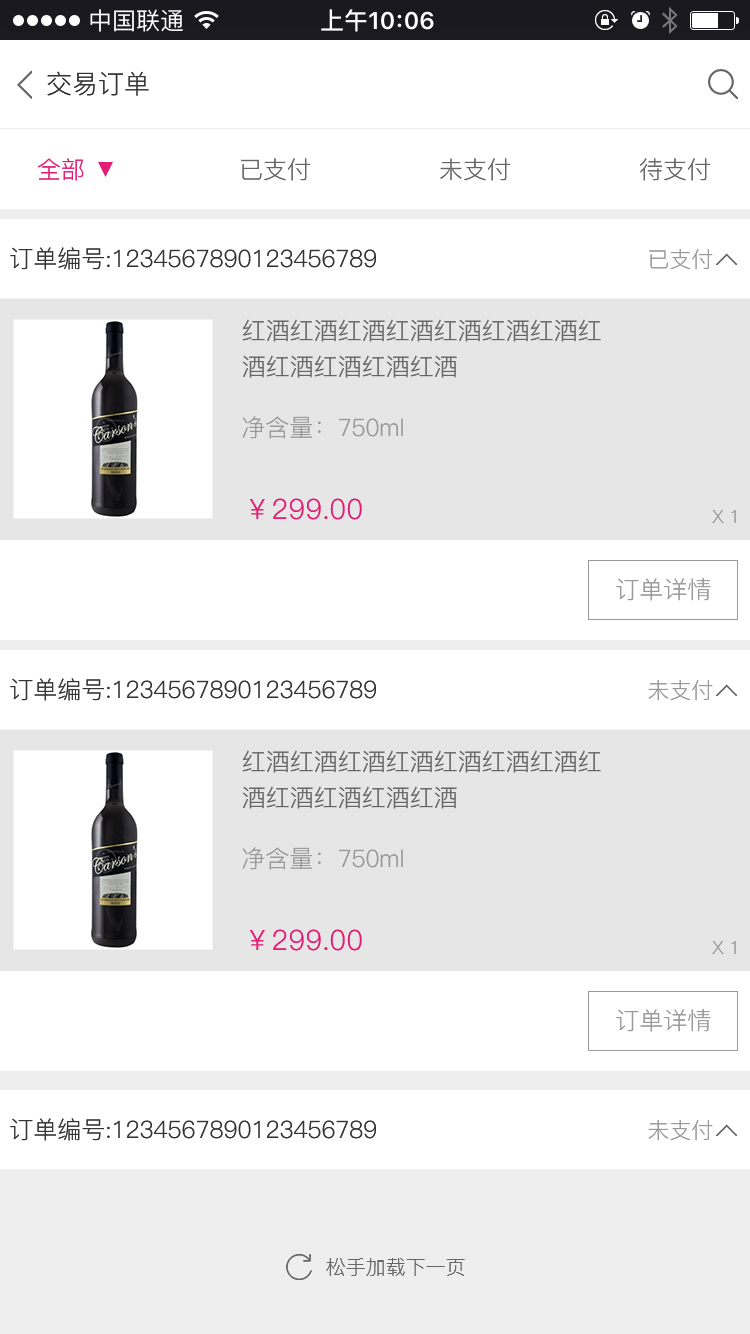 中国联通 上午10:06
交易订单
全部 ▼ 已支付 未支付 待支付
订单编号:1234567890123456789 已支付
红酒红酒红酒红酒红酒红酒红酒红
酒红酒红酒红酒红酒
净含量：750ml
Carson's
￥299.00 X 1
订单详情
订单编号:1234567890123456789 未支付
红酒红酒红酒红酒红酒红酒红酒红
酒红酒红酒红酒红酒
净含量：750ml
Carson's
￥299.00 X 1
订单详情
订单编号:1234567890123456789 未支付
松手加载下一页